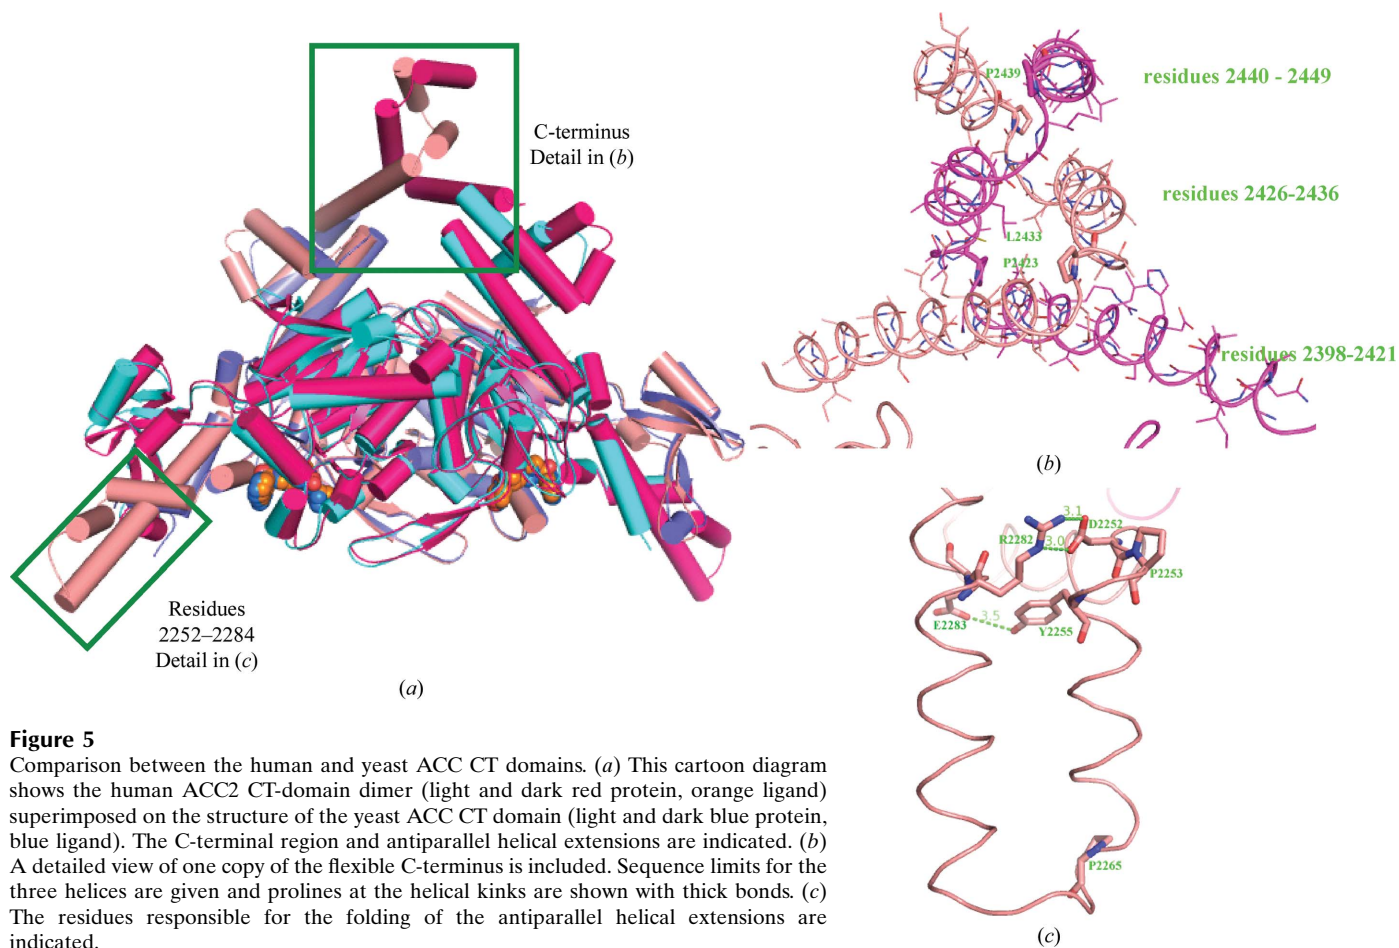 C-terminus
Detail in (b)
Residues
2252–2284
Detail in (c)
(a)
P2439
residues 2440 - 2449
residues 2426-2436
L2433
P2423
residues 2398-2421
(b)
3.1
D2252
R2282
3.0
P2253
E2283
3.5
Y2255
P2265
(c)
Figure 5
Comparison between the human and yeast ACC CT domains. (a) This cartoon diagram
shows the human ACC2 CT-domain dimer (light and dark red protein, orange ligand)
superimposed on the structure of the yeast ACC CT domain (light and dark blue protein,
blue ligand). The C-terminal region and antiparallel helical extensions are indicated. (b)
A detailed view of one copy of the flexible C-terminus is included. Sequence limits for the
three helices are given and prolines at the helical kinks are shown with thick bonds. (c)
The residues responsible for the folding of the antiparallel helical extensions are
indicated.